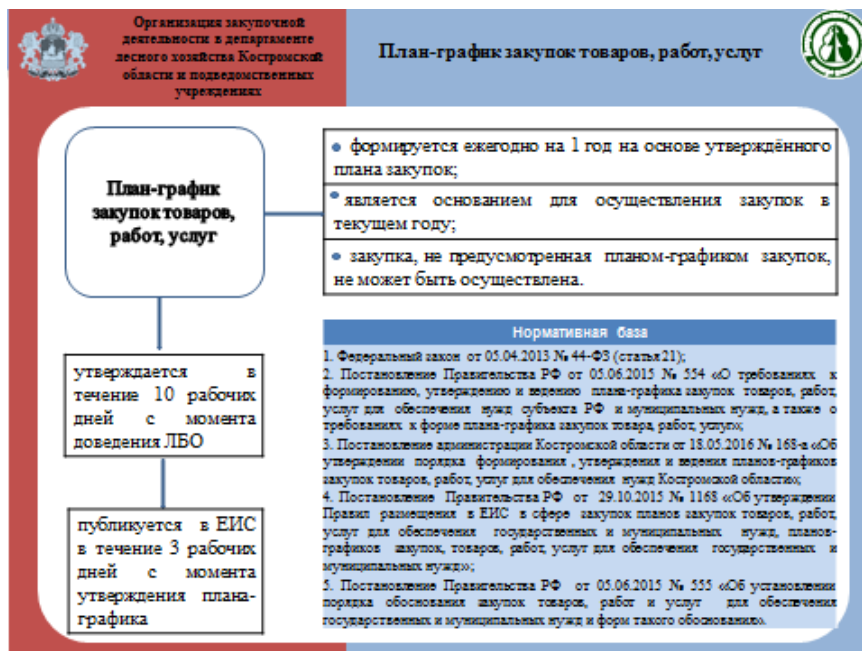 Организация закупочной
деятельности в департаменте
лесного хозяйства Костромской
области и подведомственных
учреждениях
План-график закупок товаров, работ, услуг
План-график
закупок товаров,
работ, услуг
• формируется ежегодно на 1 год на основе утверждённого
плана закупок;
• является основанием для осуществления закупок в
текущем году;
• закупка, не предусмотренная планом-графиком закупок,
не может быть осуществлена.
утверждается в
течение 10 рабочих
дней с момента
доведения ЛБО
публикуется в ЕИС
в течение 3 рабочих
дней с момента
утверждения плана-
графика
Нормативная база
1. Федеральный закон от 05.04.2013 № 44-ФЗ (статья 21);
2. Постановление Правительства РФ от 05.06.2015 № 554 «О требованиях к
формированию, утверждению и ведению плана-графика закупок товаров, работ,
услуг для обеспечения нужд субъекта РФ и муниципальных нужд, а также о
требованиях к форме плана-графика закупок товара, работ, услуг»;
3. Постановление администрации Костромской области от 18.05.2016 № 168-а «Об
утверждении порядка формирования , утверждения и ведения планов-графиков
закупок товаров, работ, услуг для обеспечения нужд Костромской области»;
4. Постановление Правительства РФ от 29.10.2015 № 1168 «Об утверждении
Правил размещения в ЕИС в сфере закупок планов закупок товаров, работ,
услуг для обеспечения государственных и муниципальных нужд, планов-
графиков закупок, товаров, работ, услуг для обеспечения государственных и
муниципальных нужд»;
5. Постановление Правительства РФ от 05.06.2015 № 555 «Об установлении
порядка обоснования закупок товаров, работ и услуг для обеспечения
государственных и муниципальных нужд и форм такого обоснования».